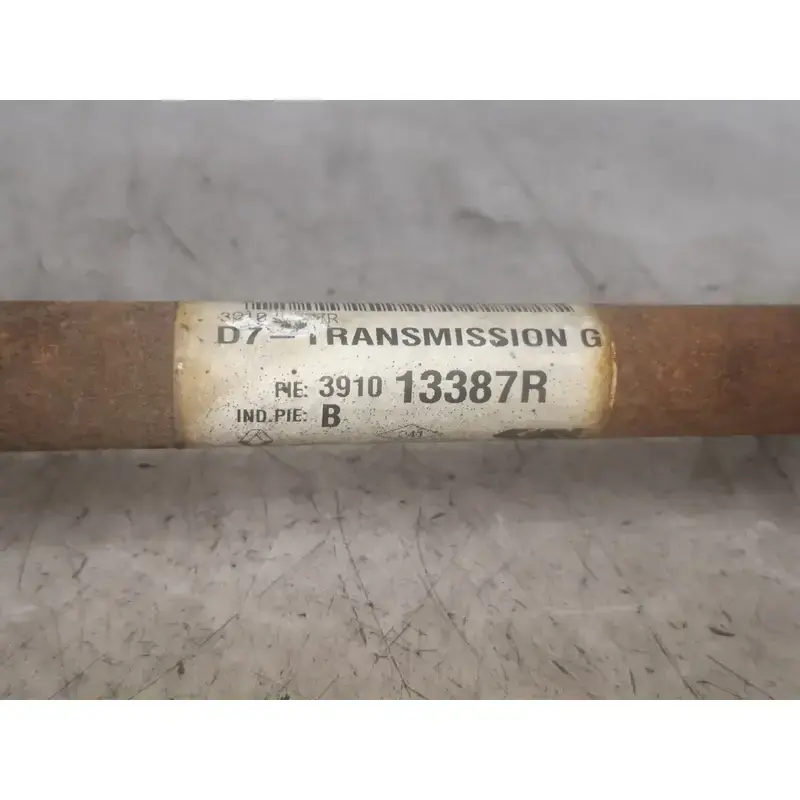 D7-TRANSMISSION G
PIE: 3910 13387R
IND.PIE: B